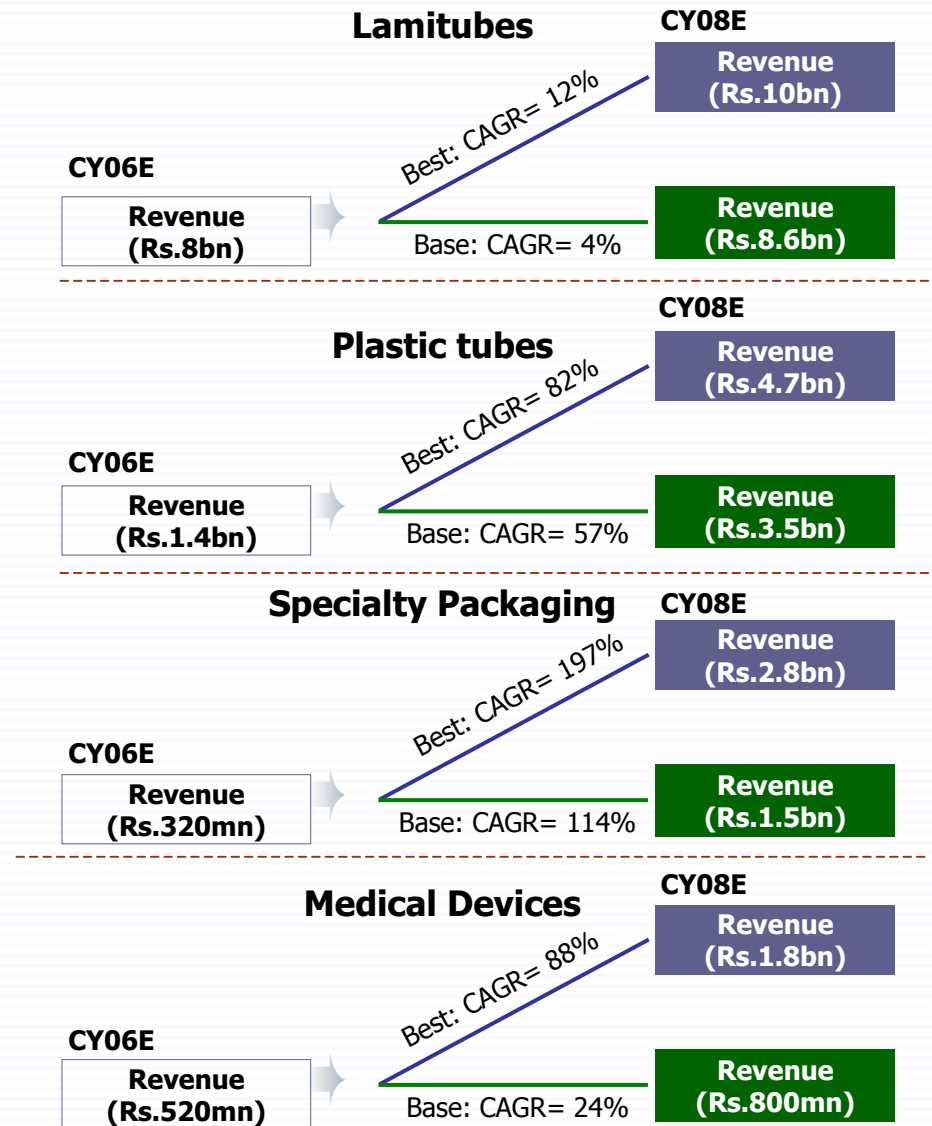 Lamitubes
CY08E
Revenue
(Rs.10bn)
Best: CAGR= 12%
CY06E
Revenue
(Rs.8bn)
Revenue
(Rs.8.6bn)
Base: CAGR= 4%
CY08E
Plastic tubes
Revenue
(Rs.4.7bn)
Best: CAGR= 82%
CY06E
Revenue
(Rs.1.4bn)
Revenue
(Rs.3.5bn)
Base: CAGR= 57%
Specialty Packaging
CY08E
Revenue
(Rs.2.8bn)
Best: CAGR= 197%
CY06E
Revenue
(Rs.320mn)
Revenue
(Rs.1.5bn)
Base: CAGR= 114%
CY08E
Medical Devices
Revenue
(Rs.1.8bn)
Best: CAGR= 88%
CY06E
Revenue
(Rs.520mn)
Revenue
(Rs.800mn)
Base: CAGR= 24%